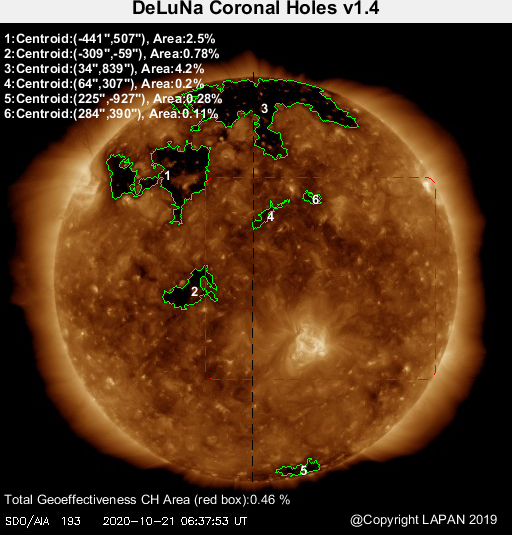 DeLuNa Coronal Holes v1.4
1:Centroid:(-441",507"), Area:2.5%
2:Centroid:(-309",-59"), Area:0.78%
3:Centroid:(34",839"), Area:4.2%
4:Centroid:(64",307"), Area:0.2%
5:Centroid:(225",-927"), Area:0.28%
6:Centroid:(284",390"), Area:0.11%
3
1
6
4
2
5
Total Geoeffectiveness CH Area (red box):0.46 %
SDO/AIA 193 2020-10-21 06:37:53 UT
@Copyright LAPAN 2019